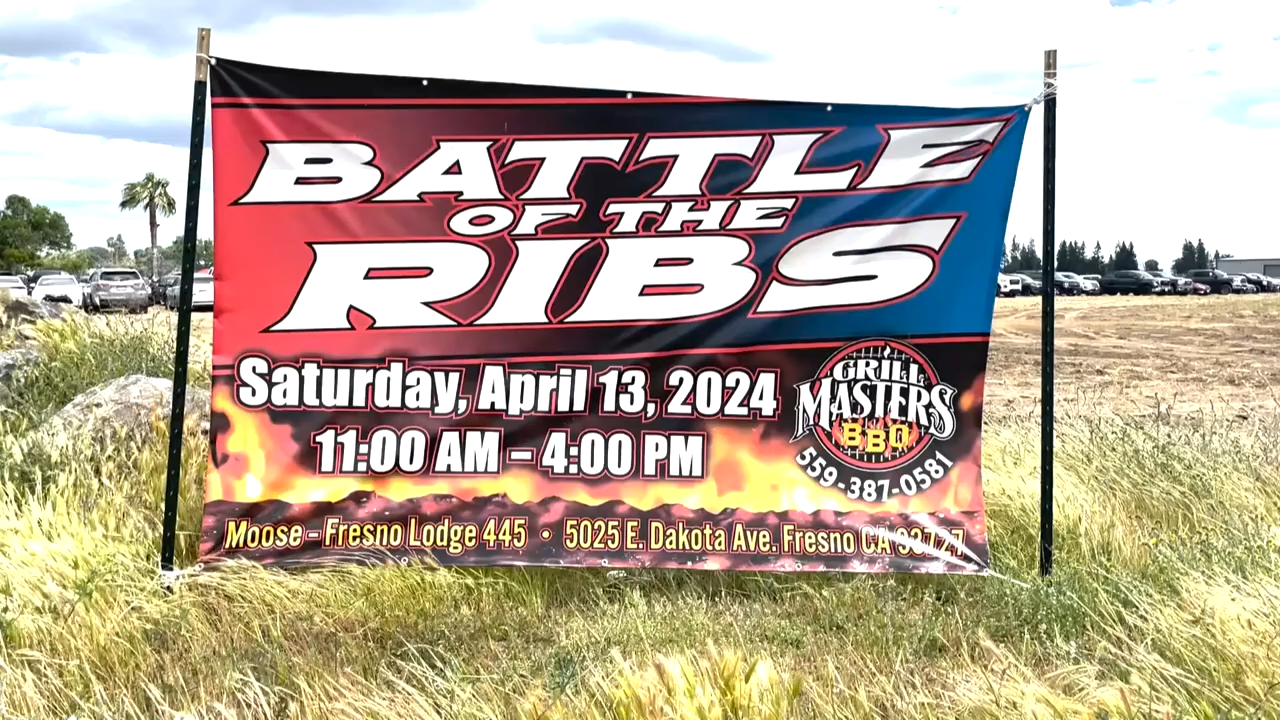 BATTLE
OF THE
RIBS
Saturday, April 13, 2024
11:00 AM – 4:00 PM
GRILL
MASTERS
BBQ
559-387-0581
Moose – Fresno Lodge 445 • 5025 E. Dakota Ave. Fresno CA 93727